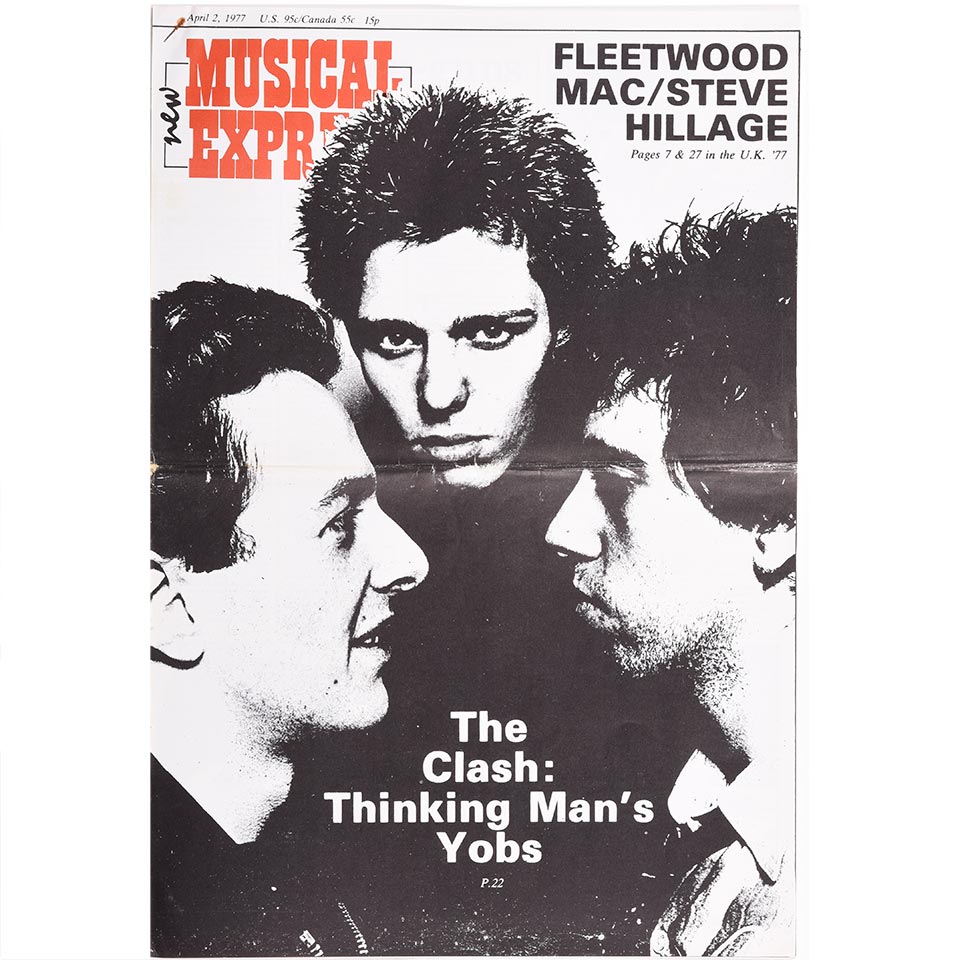 April 2, 1977 U.S. 95c/Canada 55c 15p
new
MUSICAL
EXPR
FLEETWOOD
MAC/STEVE
HILLAGE
Pages 7 & 27 in the U.K. '77
The
Clash:
Thinking Man's
Yobs
P.22